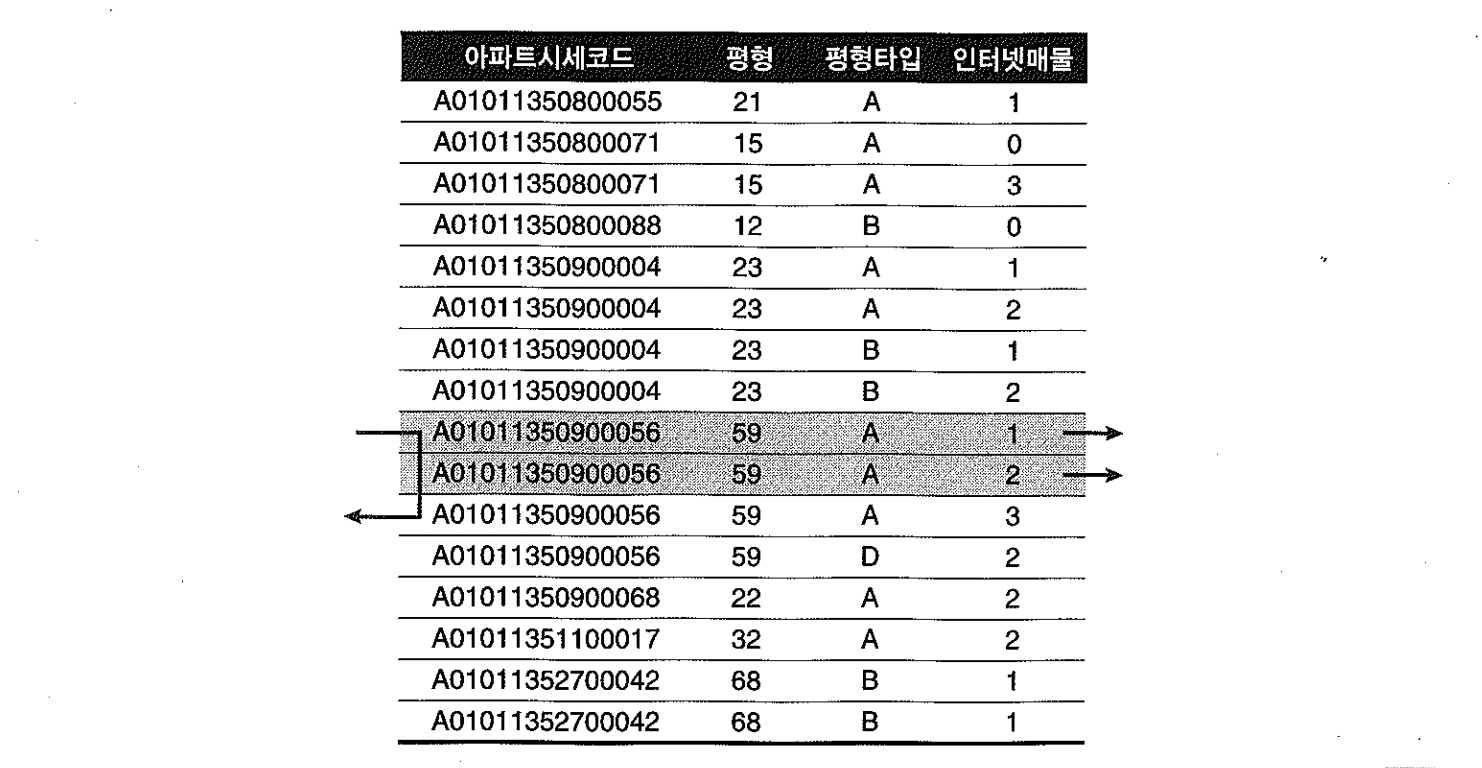 아파트시세코드 평형 평형타입 인터넷매물
A01011350800055 21 A 1
A01011350800071 15 A 0
A01011350800071 15 A 3
A01011350800088 12 B 0
A01011350900004 23 A 1
A01011350900004 23 A 2
A01011350900004 23 B 1
A01011350900004 23 B 2
A01011350900056 59 A 1
A01011350900056 59 A 2
A01011350900056 59 A 3
A01011350900056 59 D 2
A01011350900068 22 A 2
A01011351100017 32 A 2
A01011352700042 68 B 1
A01011352700042 68 B 1